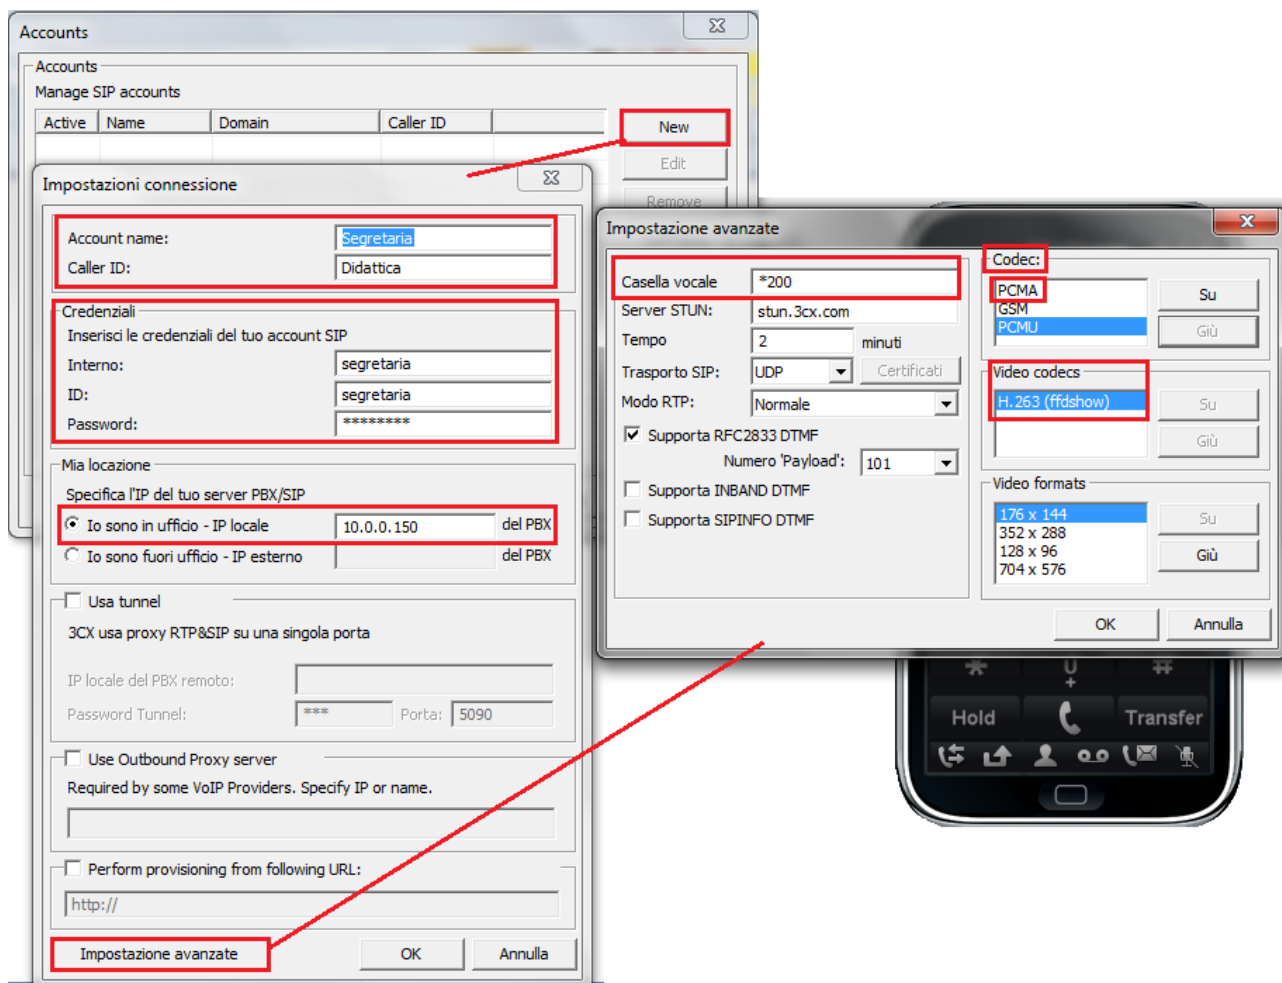 Accounts
Accounts
Manage SIP accounts
Active Name Domain Caller ID
New
Edit
Remove
Impostazioni connessione
Account name: Segretaria
Caller ID: Didattica
Credenziali
Inserisci le credenziali del tuo account SIP
Interno: segretaria
ID: segretaria
Password: ********
Mia locazione
Specifica l'IP del tuo server PBX/SIP
Io sono in ufficio - IP locale 10.0.0.150 del PBX
Io sono fuori ufficio - IP esterno del PBX
Usa tunnel
3CX usa proxy RTP&SIP su una singola porta
IP locale del PBX remoto:
Password Tunnel: *** Porta: 5090
Use Outbound Proxy server
Required by some VoIP Providers. Specify IP or name.
Perform provisioning from following URL:
http://
Impostazione avanzate OK Annulla
Impostazione avanzate
Casella vocale *200
Server STUN: stun.3cx.com
Tempo 2 minuti
Trasporto SIP: UDP Certificati
Modo RTP: Normale
Supporta RFC2833 DTMF
Numero 'Payload': 101
Supporta INBAND DTMF
Supporta SIPINFO DTMF
Codec:
PCMA
GSM
PCMU
Su
Giù
Video codecs
H.263 (ffdshow)
Su
Giù
Video formats
176 x 144
352 x 288
128 x 96
704 x 576
Su
Giù
OK Annulla
* 0 #
+
Hold Transfer